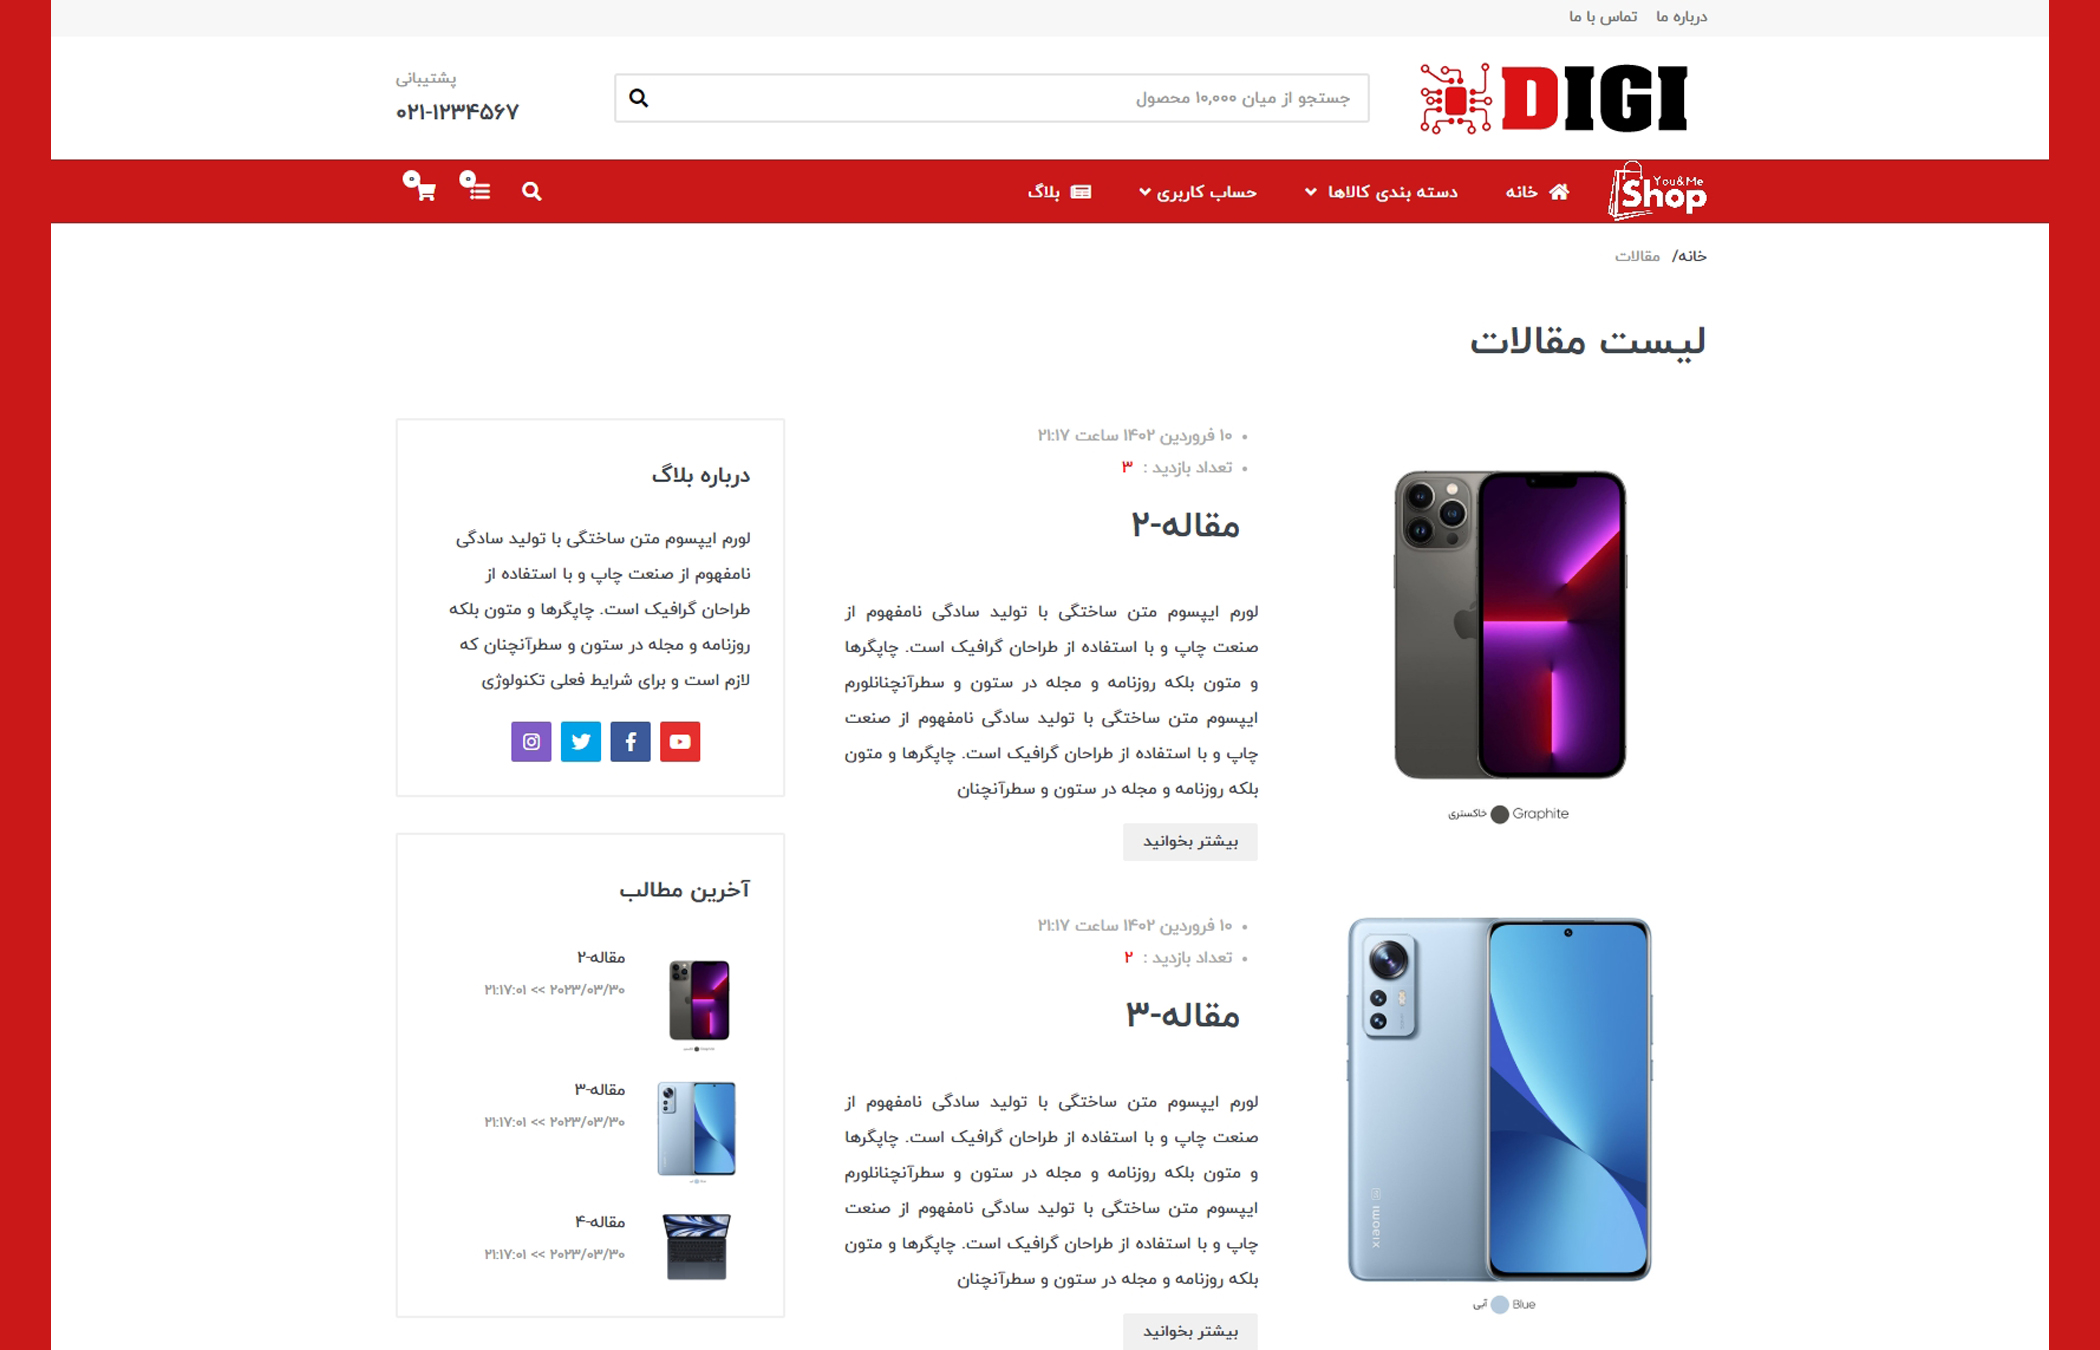 درباره ما
تماس با ما
DIGI
جستجو از میان ۱۰,۰۰۰ محصول
پشتیبانی
۰۲۱-۱۲۳۴۵۶۷
You&Me
Shop
خانه
دسته بندی کالاها
حساب کاربری
بلاگ
۰
۰
خانه/ مقالات
لیست مقالات
Graphite خاکستری
۱۰ فروردین ۱۴۰۲ ساعت ۲۱:۱۷
تعداد بازدید : ۳
مقاله-۲
لورم ایپسوم متن ساختگی با تولید سادگی نامفهوم از
صنعت چاپ و با استفاده از طراحان گرافیک است. چاپگرها
و متون بلکه روزنامه و مجله در ستون و سطرآنچنانلورم
ایپسوم متن ساختگی با تولید سادگی نامفهوم از صنعت
چاپ و با استفاده از طراحان گرافیک است. چاپگرها و متون
بلکه روزنامه و مجله در ستون و سطرآنچنان
بیشتر بخوانید
xiaomi
Blue آبی
۱۰ فروردین ۱۴۰۲ ساعت ۲۱:۱۷
تعداد بازدید : ۲
مقاله-۳
لورم ایپسوم متن ساختگی با تولید سادگی نامفهوم از
صنعت چاپ و با استفاده از طراحان گرافیک است. چاپگرها
و متون بلکه روزنامه و مجله در ستون و سطرآنچنانلورم
ایپسوم متن ساختگی با تولید سادگی نامفهوم از صنعت
چاپ و با استفاده از طراحان گرافیک است. چاپگرها و متون
بلکه روزنامه و مجله در ستون و سطرآنچنان
بیشتر بخوانید
درباره بلاگ
لورم ایپسوم متن ساختگی با تولید سادگی
نامفهوم از صنعت چاپ و با استفاده از
طراحان گرافیک است. چاپگرها و متون بلکه
روزنامه و مجله در ستون و سطرآنچنان که
لازم است و برای شرایط فعلی تکنولوژی
آخرین مطالب
مقاله-۲
۲۰۲۳/۰۳/۳۰ >> ۲۱:۱۷:۰۱
مقاله-۳
۲۰۲۳/۰۳/۳۰ >> ۲۱:۱۷:۰۱
مقاله-۴
۲۰۲۳/۰۳/۳۰ >> ۲۱:۱۷:۰۱